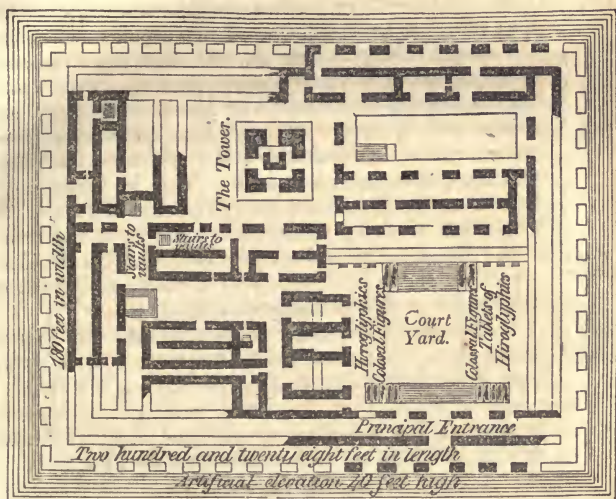 The Tower.
Stairs to
vaults
Stairs to
vaults
180 feet in width
Hieroglyphics
Colossal Figures
Court
Yard.
Colossal Figures
Tablets of
Hieroglyphics
Principal Entrance
Two hundred and twenty eight feet in length
Artificial elevation 40 feet high